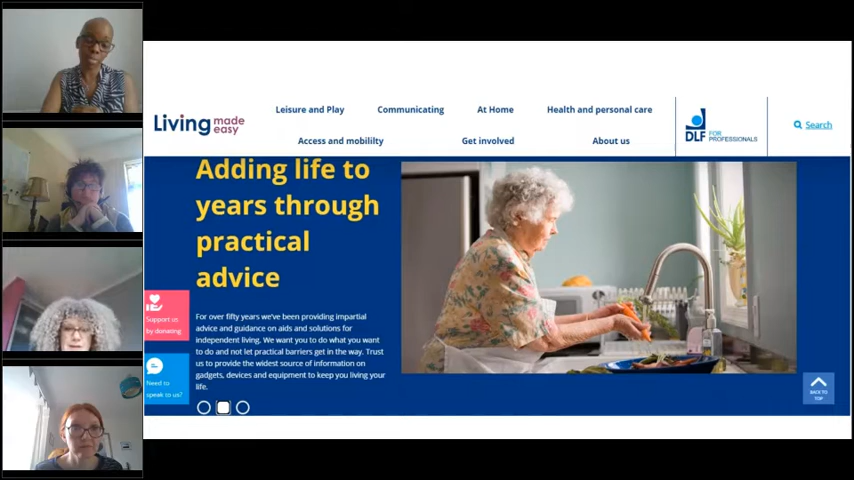 Leisure and Play
Communicating
At Home
Health and personal care
Living made easy
DLF FOR PROFESSIONALS
Search
Access and mobililty
Get involved
About us
Adding life to
years through
practical
advice
For over fifty years we've been providing impartial
advice and guidance on aids and solutions for
independent living. We want you to do what you want
to do and not let practical barriers get in the way. Trust
us to provide the widest source of information on
gadgets, devices and equipment to keep you living your
life.
Support us
by donating
Need to
speak to us?
BACK TO
TOP